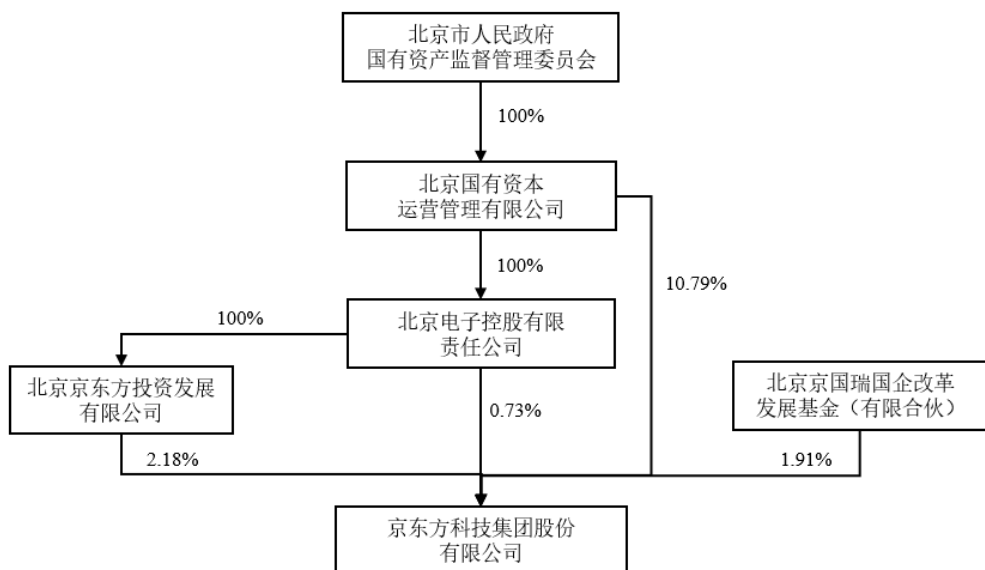 北京市人民政府
国有资产监督管理委员会
100%
北京国有资本
运营管理有限公司
100%
10.79%
北京电子控股有限
责任公司
100%
北京京东方投资发展
有限公司
0.73%
北京京国瑞国企改革
发展基金（有限合伙）
2.18%
1.91%
京东方科技集团股份
有限公司